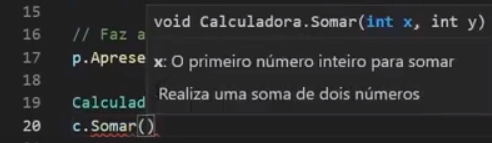 15
void Calculadora.Somar(int x, int y)
16 // Faz a
17 p.Aprese
x: O primeiro número inteiro para somar
18
Realiza uma soma de dois números
19 Calculad
20 c.Somar()